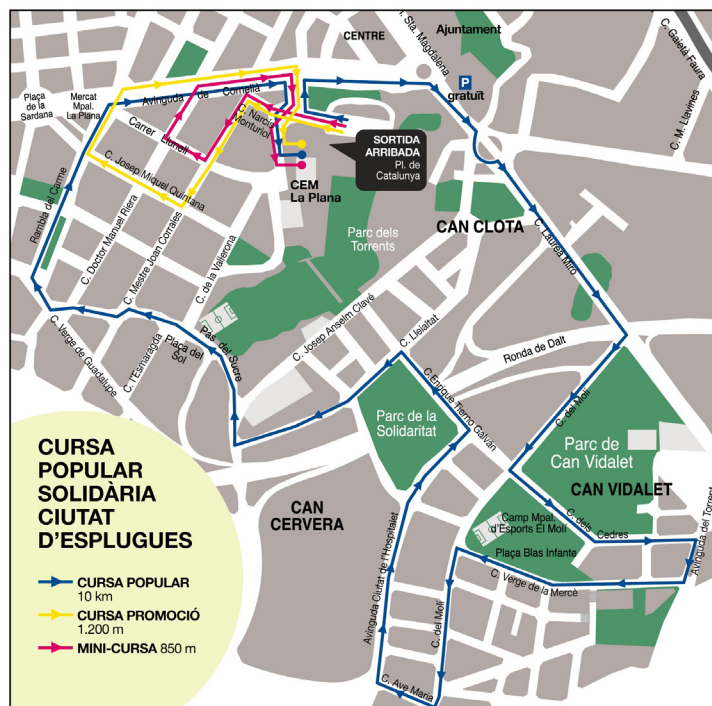 CENTRE
C. Sta. Magdalena
Ajuntament
C. Gaietà Faura
C. M. Llavines
P
gratuït
Plaça
de la
Sardana
Mercat
Mpal.
La Plana
Avinguda de Cornellà
Carrer Llunell
C. Narcís
Monturiol
SORTIDA
ARRIBADA
Pl. de
Catalunya
CEM
La Plana
C. Josep Miquel Quintana
Rambla del Carme
C. Doctor Manuel Riera
C. Mestre Joan Corrales
C. de la Vallerona
Parc dels
Torrents
CAN CLOTA
C. Laureà Miró
C. Verge de Guadalupe
C. l'Esmaragda
Plaça del
Sol
Pas. del Sucre
C. Josep Anselm Clavé
C. Lleialtat
Ronda de Dalt
C. Enrique Tierno Galván
C. del Molí
Parc de la
Solidaritat
Parc de
Can Vidalet
CAN VIDALET
CAN
CERVERA
Camp Mpal.
d'Esports El Molí
C. dels Cedres
Plaça Blas Infante
C. Verge de la Mercè
Avinguda del Torrent
Avinguda Ciutat de l'Hospitalet
C. del Molí
C. Ave Maria
CURSA
POPULAR
SOLIDÀRIA
CIUTAT
D'ESPLUGUES
CURSA POPULAR
10 km
CURSA PROMOCIÓ
1.200 m
MINI-CURSA 850 m